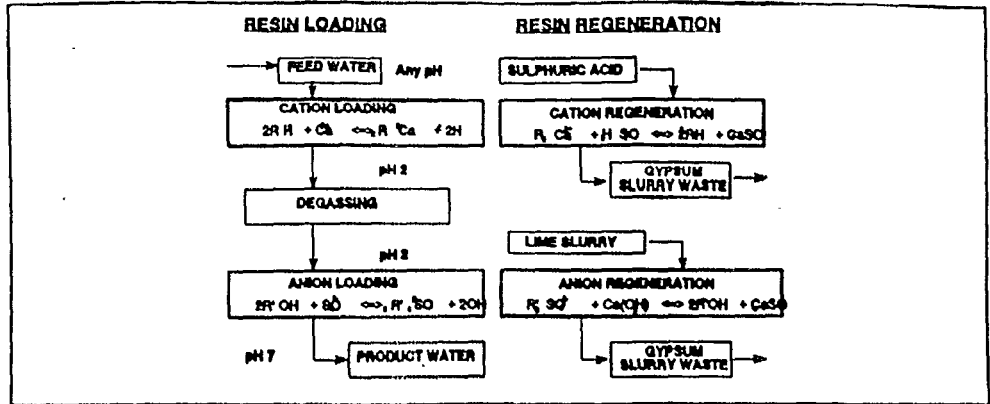 RESIN LOADING
FEED WATER
Any pH
CATION LOADING
2R H + Ca <=> R Ca + 2H
pH 2
DEGASSING
pH 2
ANION LOADING
2R' OH + SO <=> R' SO + 2OH
pH 7
PRODUCT WATER
RESIN REGENERATION
SULPHURIC ACID
CATION REGENERATION
R Ca + H SO <=> 2RH + CaSO
GYPSUM
SLURRY WASTE
LIME SLURRY
ANION REGENERATION
R' SO + Ca(OH) <=> 2R'OH + CaSO
GYPSUM
SLURRY WASTE